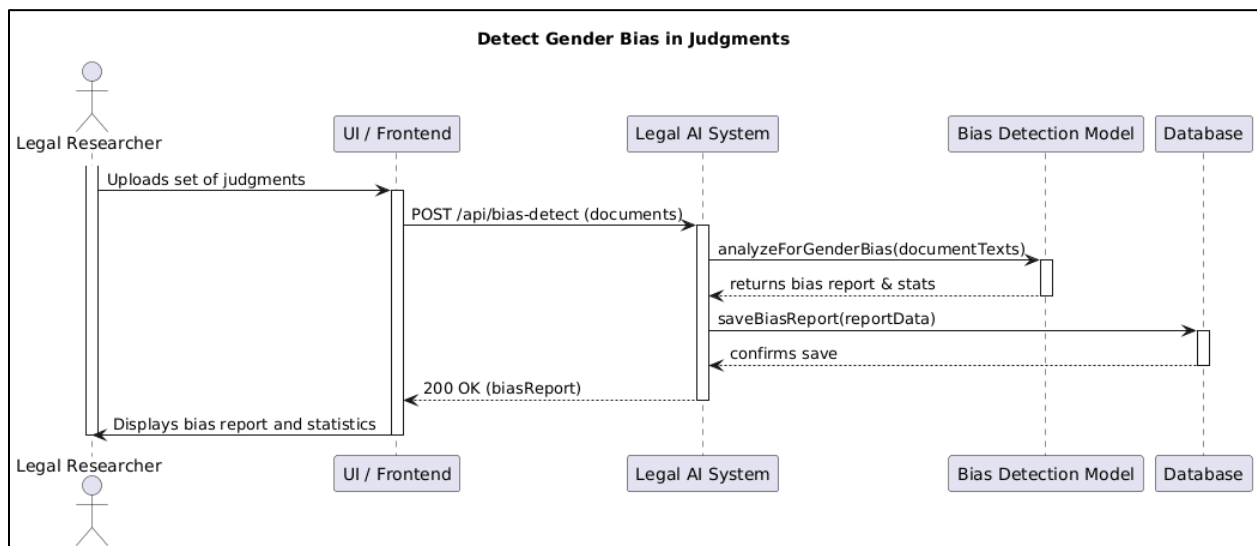 Detect Gender Bias in Judgments
Legal Researcher
UI / Frontend
Legal AI System
Bias Detection Model
Database
Uploads set of judgments
POST /api/bias-detect (documents)
analyzeForGenderBias(documentTexts)
returns bias report & stats
saveBiasReport(reportData)
confirms save
200 OK (biasReport)
Displays bias report and statistics
Legal Researcher
UI / Frontend
Legal AI System
Bias Detection Model
Database